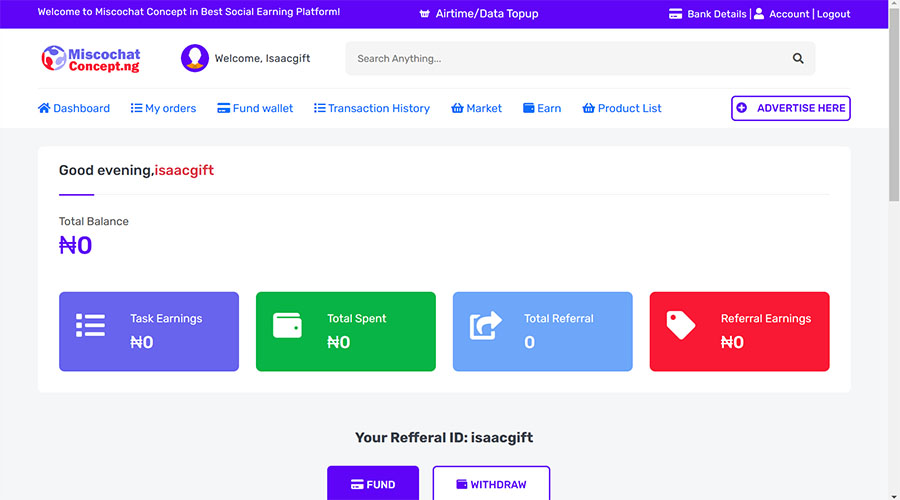 Welcome to Miscochat Concept in Best Social Earning Platform!
Airtime/Data Topup
Bank Details | Account | Logout
Miscochat
Concept.ng
Welcome, Isaacgift
Search Anything...
Dashboard My orders Fund wallet Transaction History Market Earn Product List ADVERTISE HERE
Good evening,isaacgift
Total Balance
₦0
Task Earnings
₦0
Total Spent
₦0
Total Referral
0
Referral Earnings
₦0
Your Refferal ID: isaacgift
FUND WITHDRAW